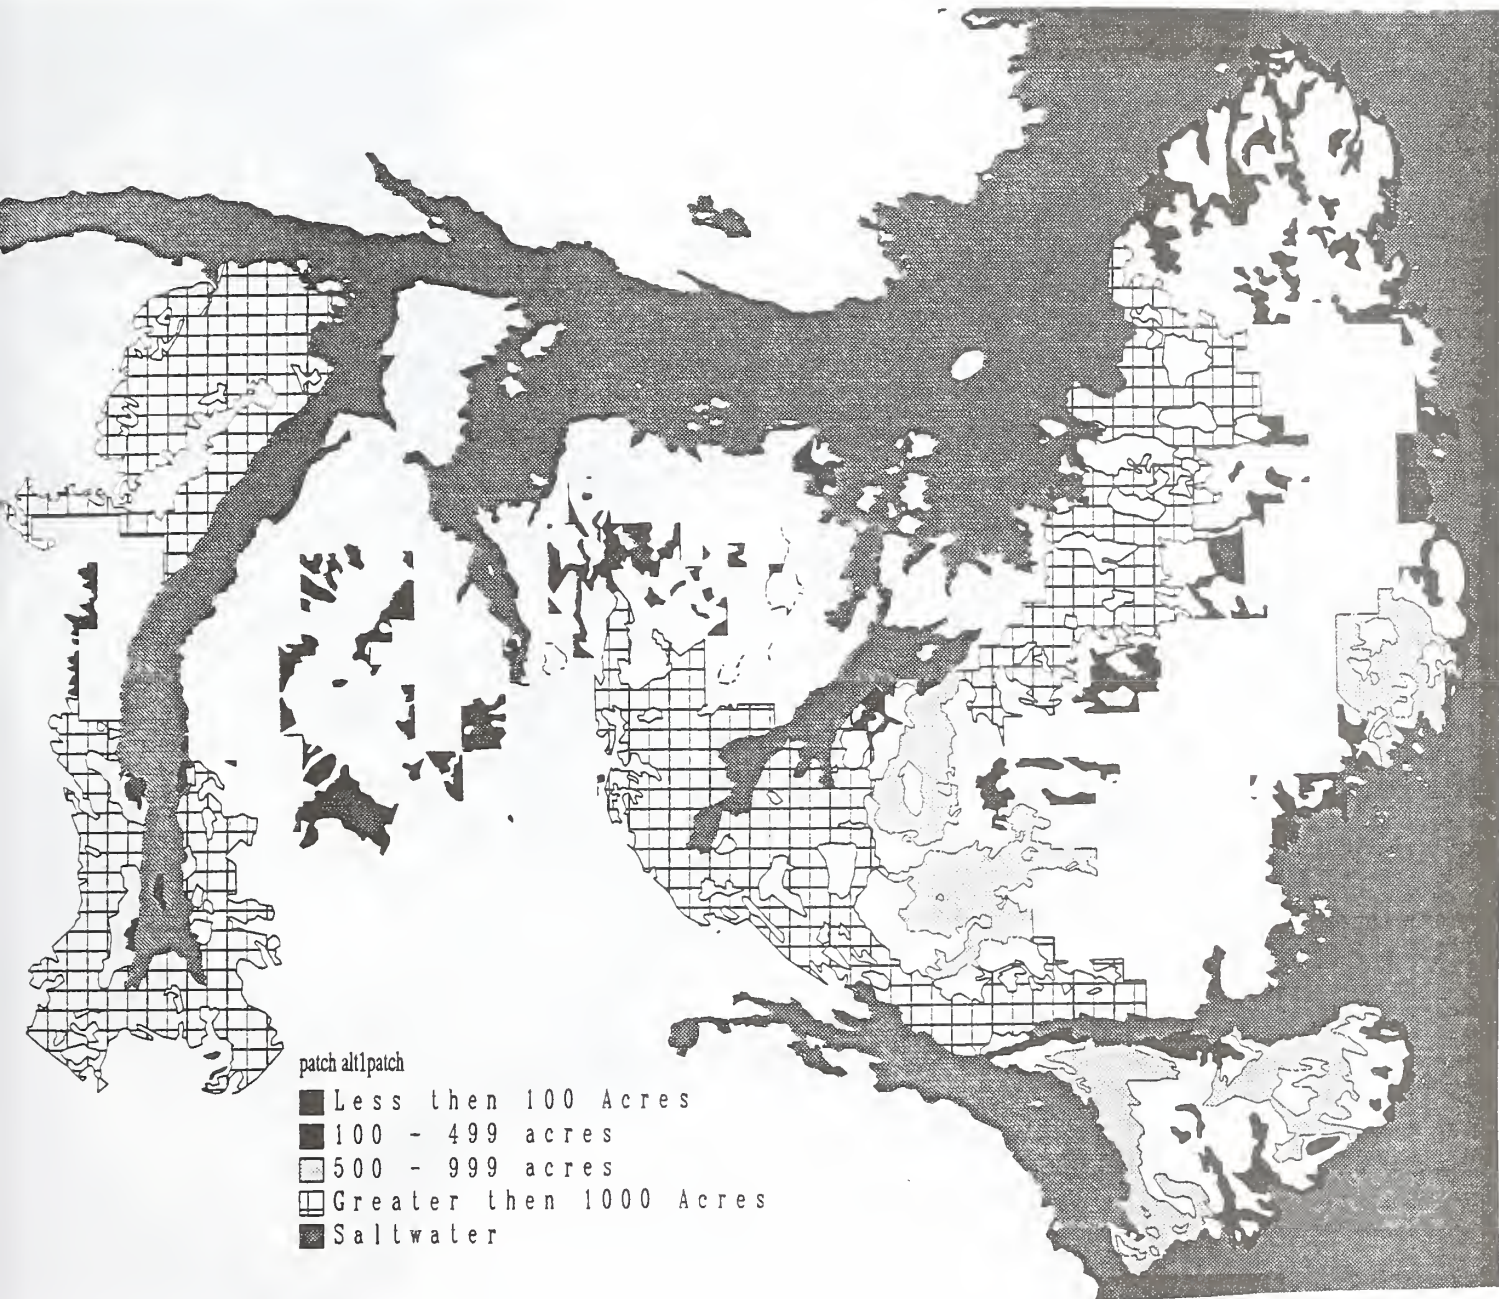 patch alt1patch
Less then 100 Acres
100 - 499 acres
500 - 999 acres
Greater then 1000 Acres
Saltwater